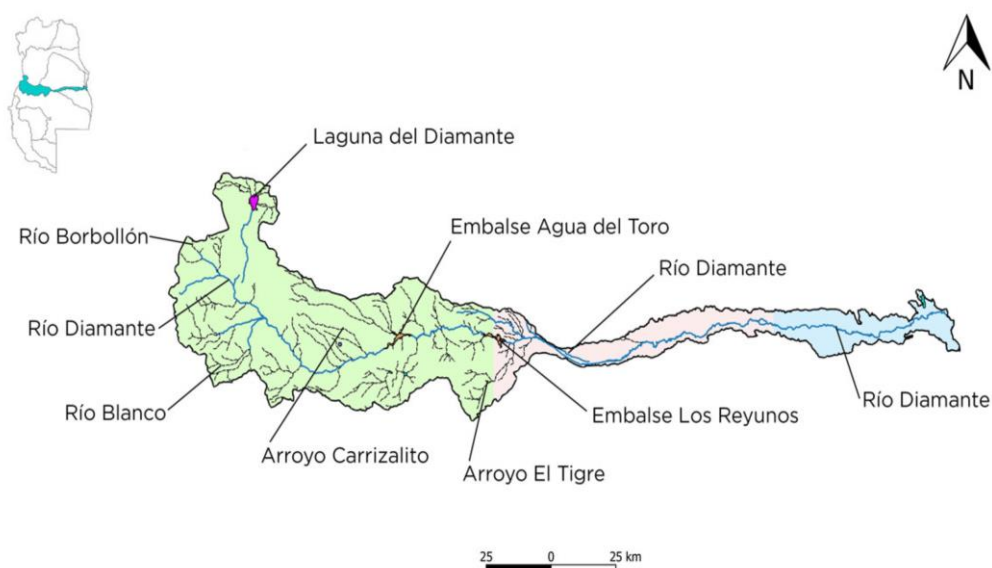 N
Laguna del Diamante
Río Borbollón
Embalse Agua del Toro
Río Diamante
Río Diamante
Río Blanco
Río Diamante
Embalse Los Reyunos
Arroyo Carrizalito
Arroyo El Tigre
25 0 25 km